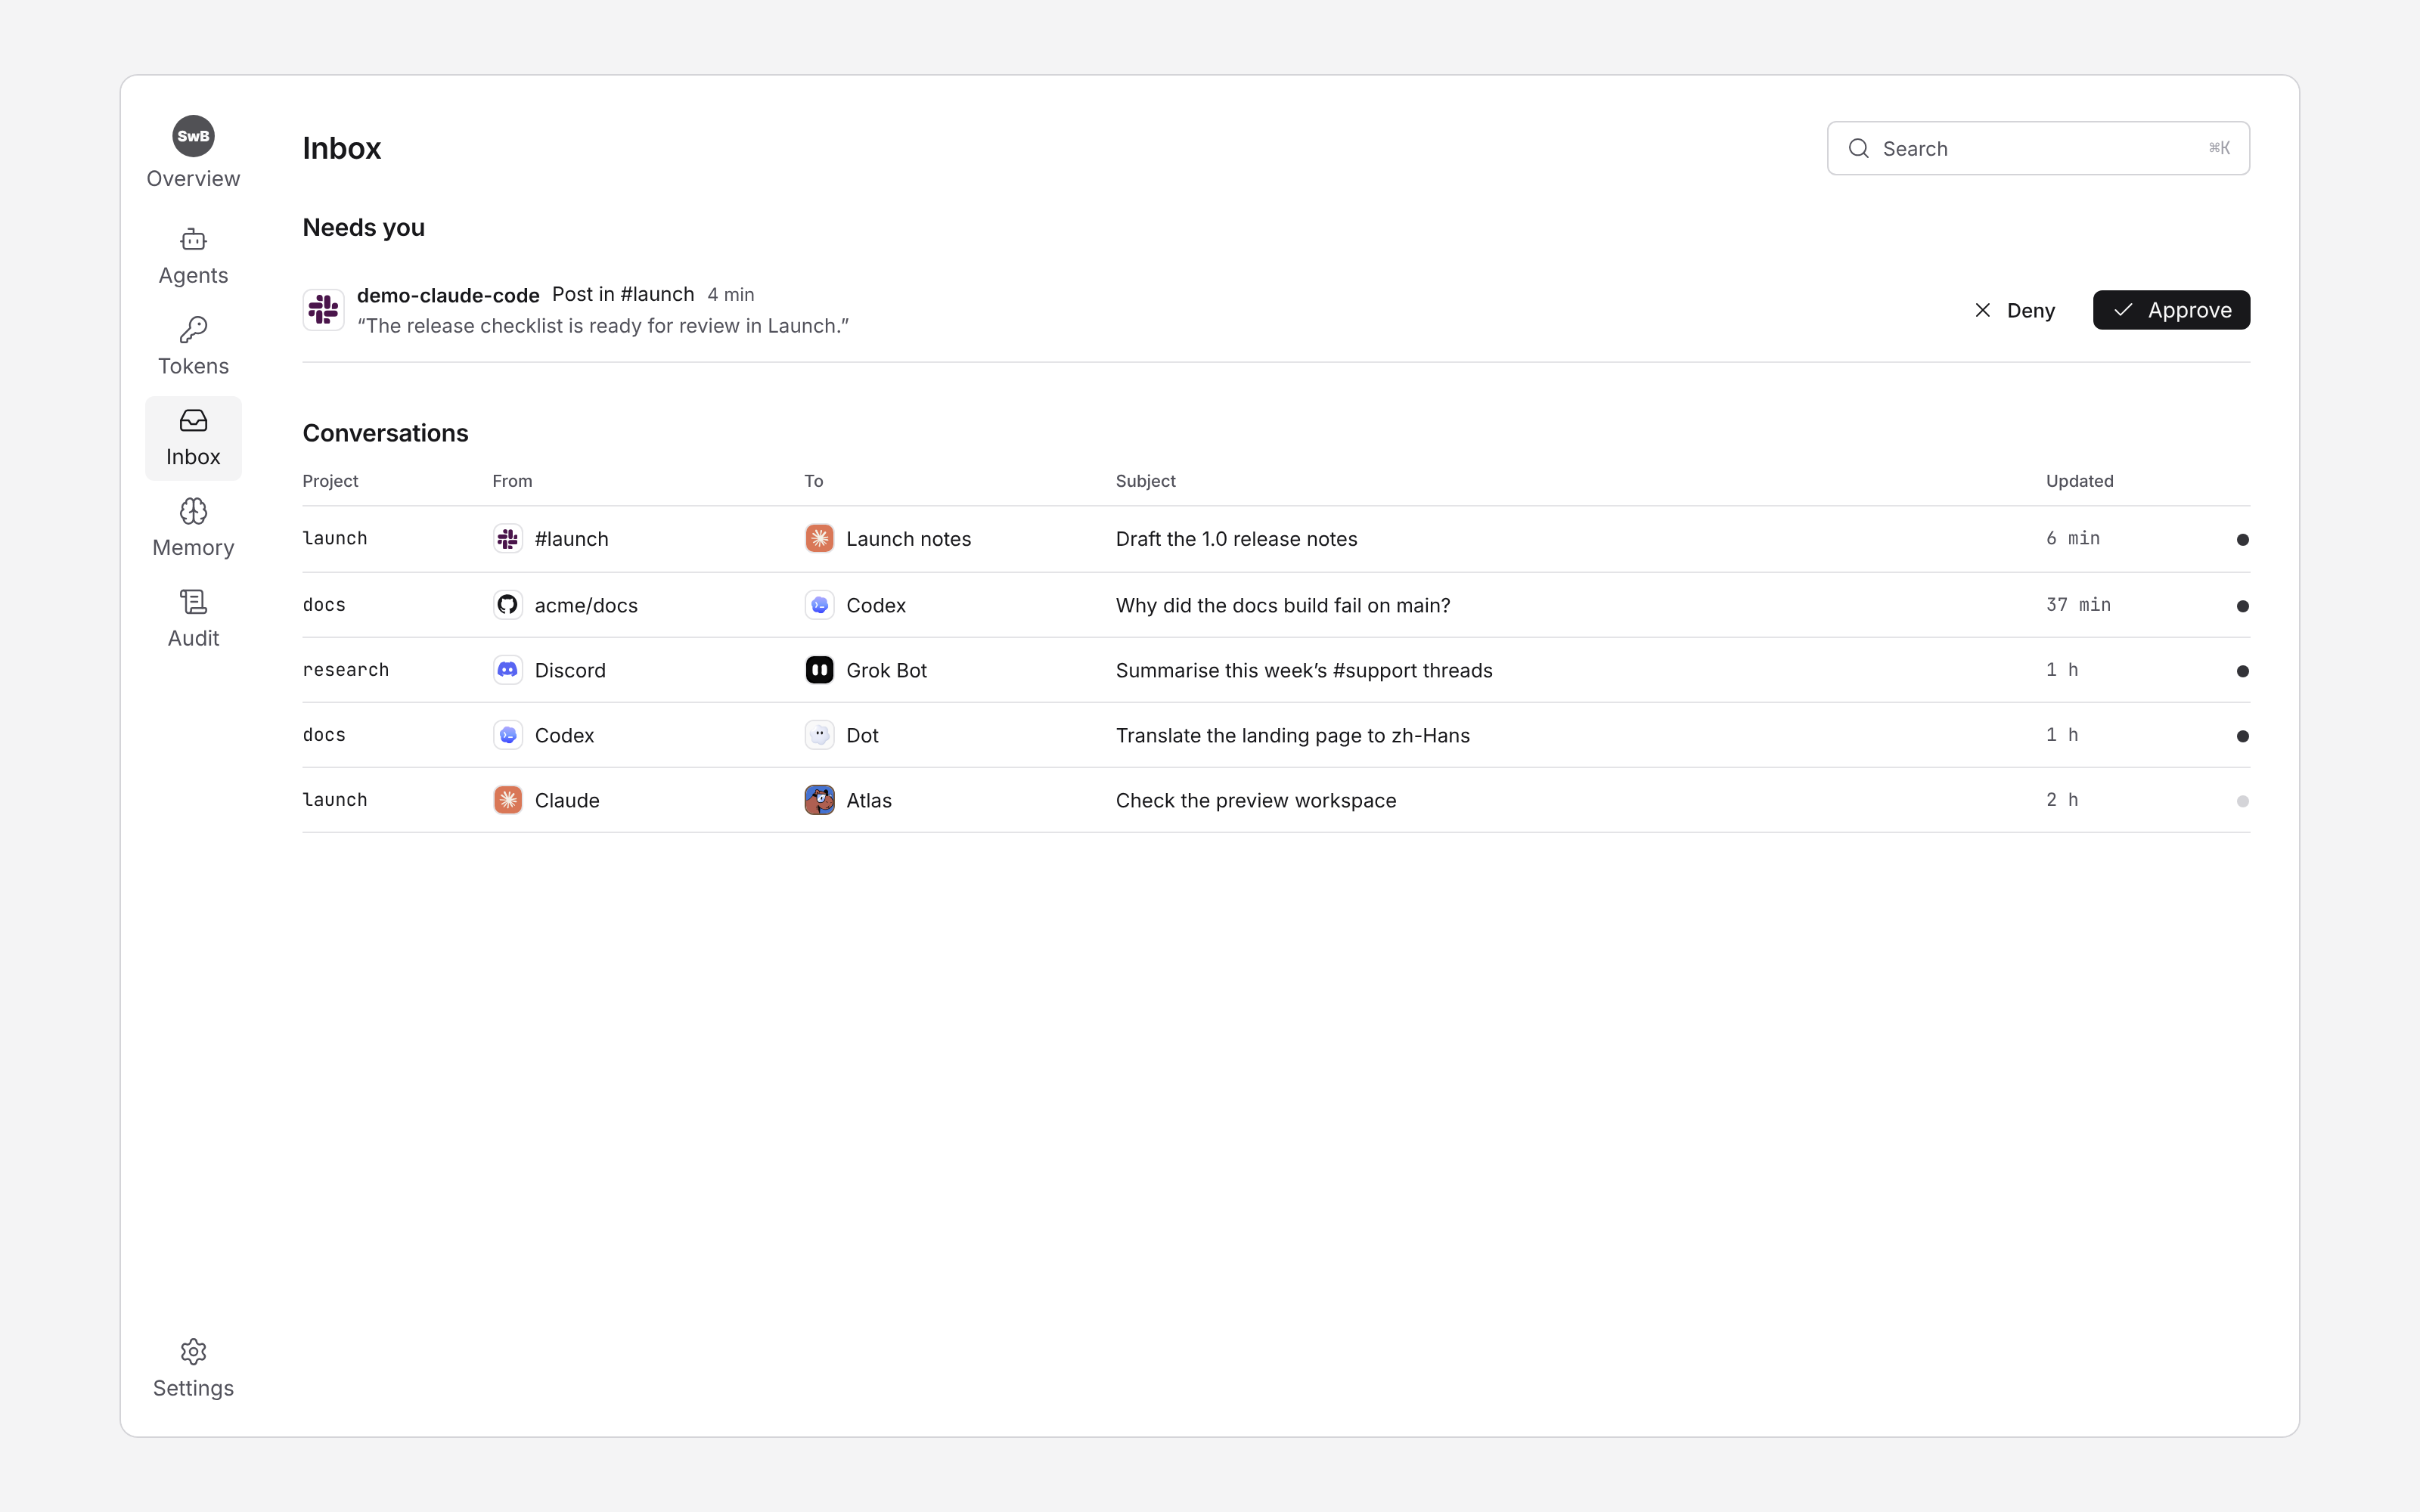 SwB
Overview
Agents
Tokens
Inbox
Memory
Audit
Settings
Inbox
Search ⌘K
Needs you
demo-claude-code Post in #launch 4 min
“The release checklist is ready for review in Launch.”
Deny
Approve
Conversations
Project From To Subject Updated
launch #launch Launch notes Draft the 1.0 release notes 6 min
docs acme/docs Codex Why did the docs build fail on main? 37 min
research Discord Grok Bot Summarise this week’s #support threads 1 h
docs Codex Dot Translate the landing page to zh-Hans 1 h
launch Claude Atlas Check the preview workspace 2 h